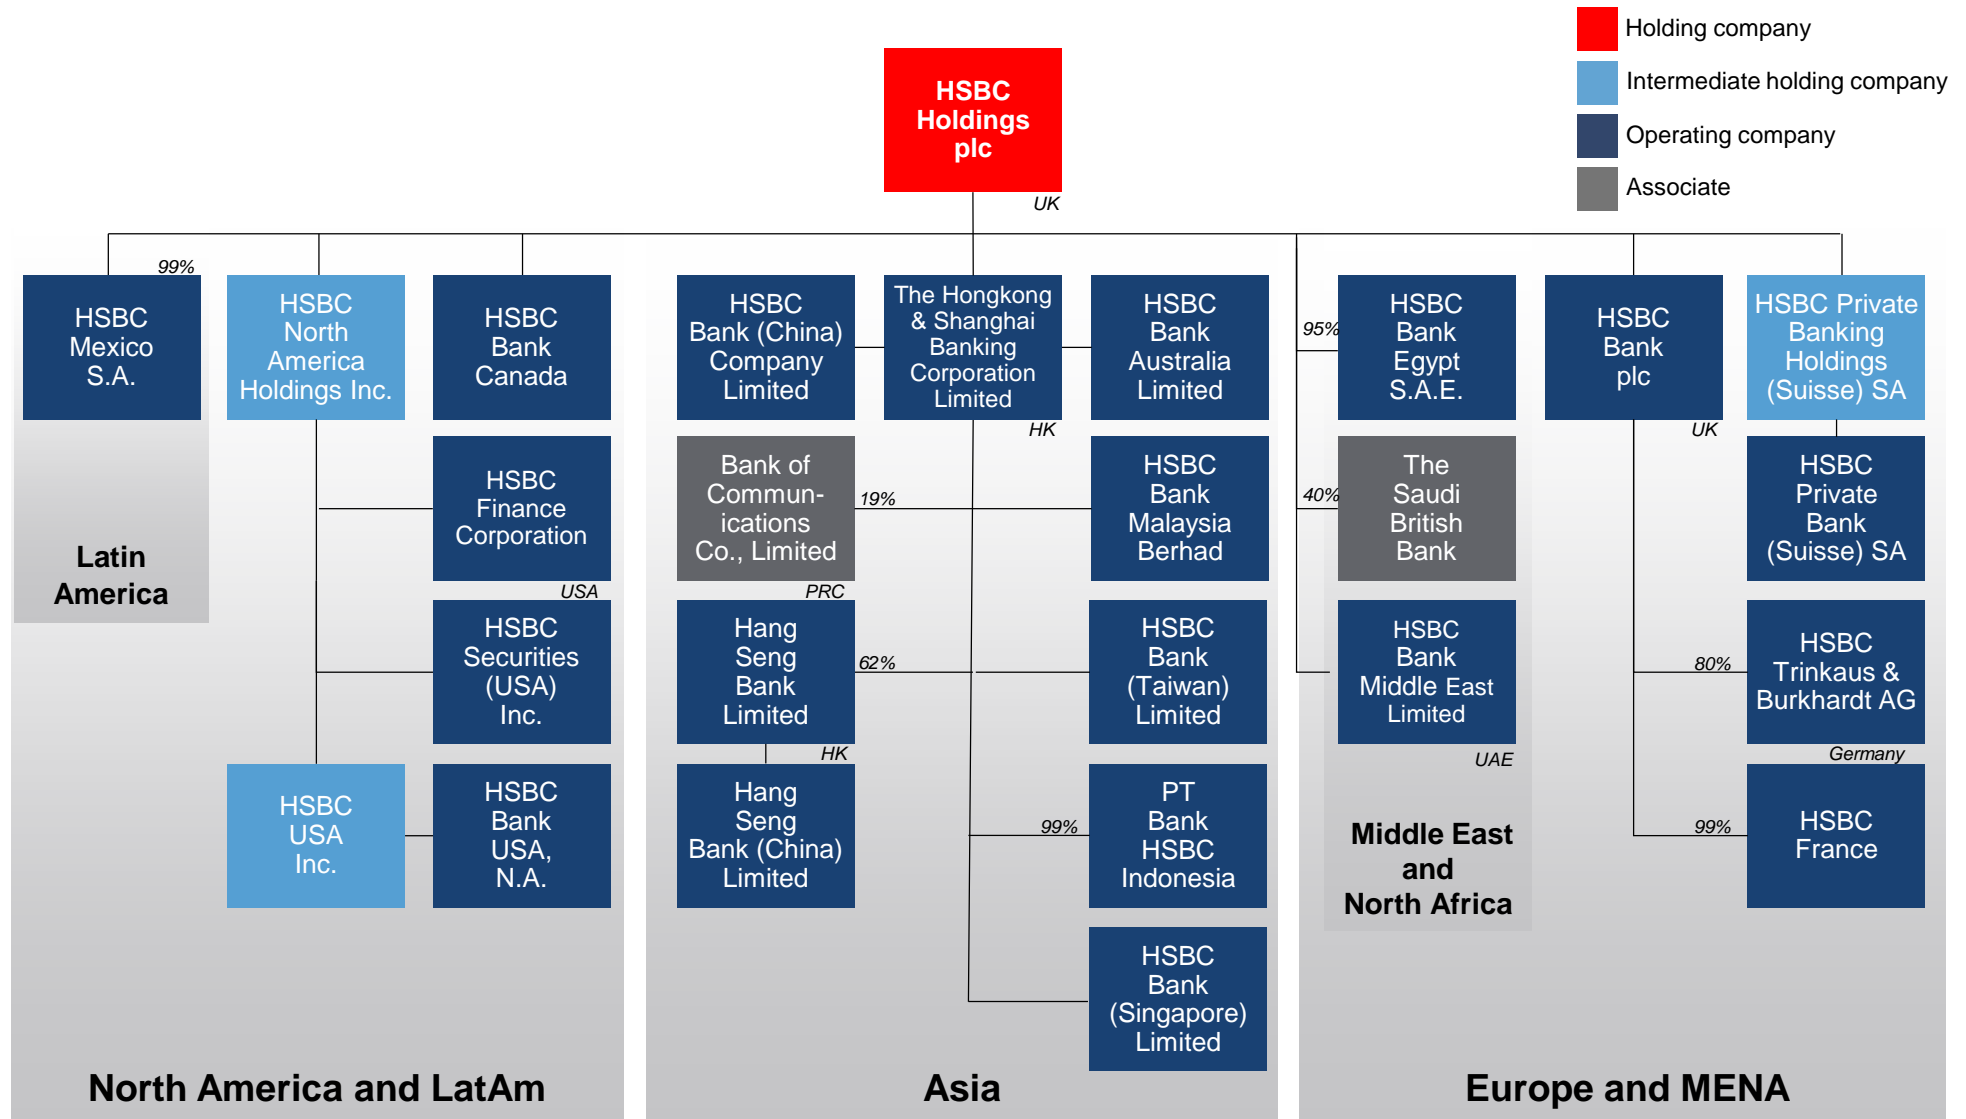 Holding company
Intermediate holding company
Operating company
Associate
HSBC
Holdings
plc
UK
99%
HSBC
Mexico
S.A.
HSBC
North
America
Holdings Inc.
HSBC
Bank
Canada
HSBC
Finance
Corporation
USA
HSBC
Securities
(USA)
Inc.
HSBC
USA
Inc.
HSBC
Bank
USA,
N.A.
Latin
America
North America and LatAm
HSBC
Bank (China)
Company
Limited
The Hongkong
& Shanghai
Banking
Corporation
Limited
HK
HSBC
Bank
Australia
Limited
Bank of
Commun-
ications
Co., Limited
19%
PRC
HSBC
Bank
Malaysia
Berhad
Hang
Seng
Bank
Limited
62%
HK
HSBC
Bank
(Taiwan)
Limited
Hang
Seng
Bank (China)
Limited
99%
PT
Bank
HSBC
Indonesia
HSBC
Bank
(Singapore)
Limited
Asia
95%
HSBC
Bank
Egypt
S.A.E.
40%
The
Saudi
British
Bank
HSBC
Bank
Middle East
Limited
UAE
Middle East
and
North Africa
HSBC
Bank
plc
UK
HSBC Private
Banking
Holdings
(Suisse) SA
HSBC
Private
Bank
(Suisse) SA
80%
HSBC
Trinkaus &
Burkhardt AG
Germany
99%
HSBC
France
Europe and MENA